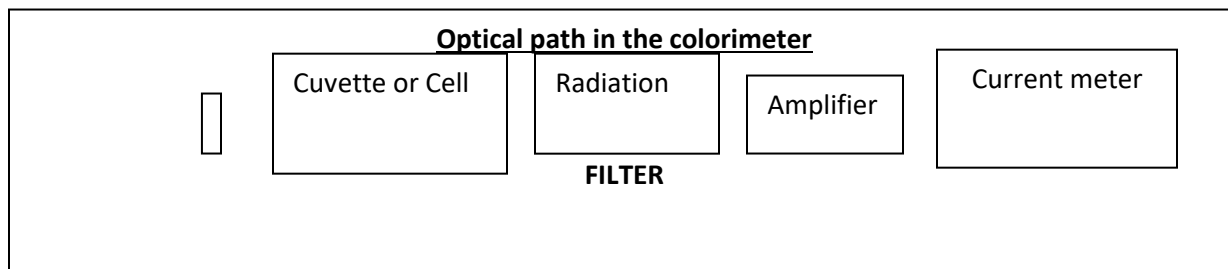 Optical path in the colorimeter
Cuvette or Cell
Radiation
Amplifier
Current meter
FILTER